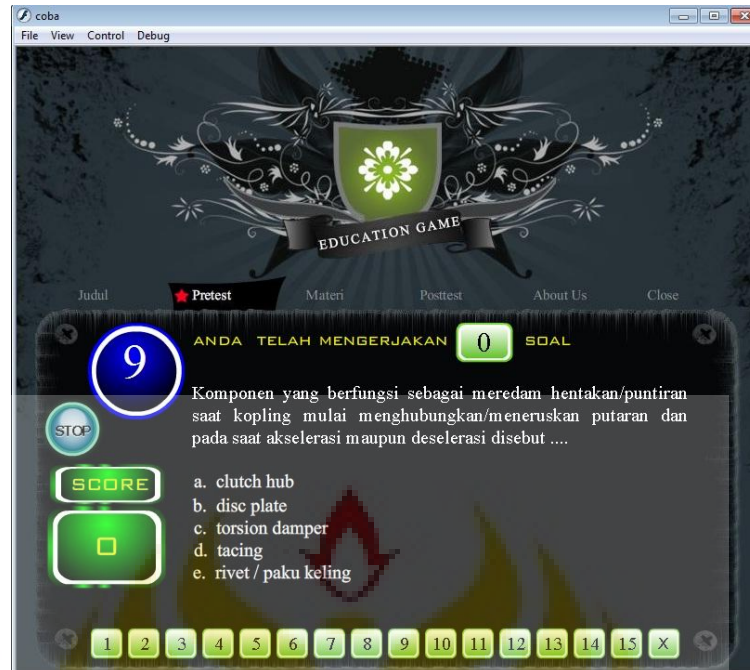 coba
File View Control Debug
EDUCATION GAME
Judul Pretest Materi Posttest About Us Close
9
ANDA TELAH MENGERJAKAN 0 SOAL
Komponen yang berfungsi sebagai meredam hentakan/puntiran
saat kopling mulai menghubungkan/meneruskan putaran dan
pada saat akselerasi maupun deselerasi disebut ....
STOP
SCORE
0
a. clutch hub
b. disc plate
c. torsion damper
d. tacing
e. rivet / paku keling
1 2 3 4 5 6 7 8 9 10 11 12 13 14 15 X